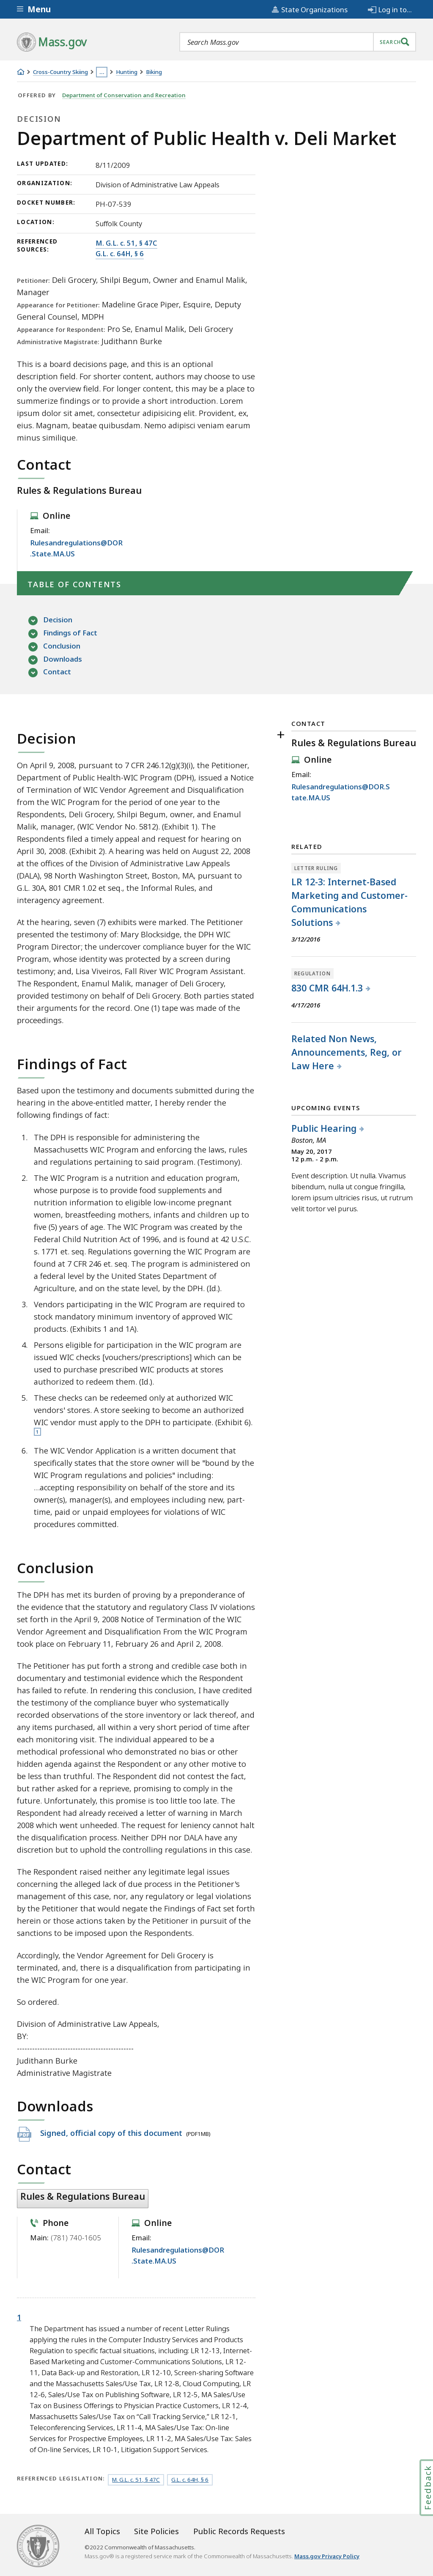 Menu
State Organizations
Log in to...
Mass.gov
Search Mass.gov
SEARCH
Cross-Country Skiing
...
Hunting
Biking
OFFERED BY Department of Conservation and Recreation
DECISION
Department of Public Health v. Deli Market
LAST UPDATED: 8/11/2009
ORGANIZATION: Division of Administrative Law Appeals
DOCKET NUMBER: PH-07-539
LOCATION: Suffolk County
REFERENCED SOURCES:
M. G.L. c. 51, § 47C
G.L. c. 64H, § 6
Petitioner: Deli Grocery, Shilpi Begum, Owner and Enamul Malik,
Manager
Appearance for Petitioner: Madeline Grace Piper, Esquire, Deputy
General Counsel, MDPH
Appearance for Respondent: Pro Se, Enamul Malik, Deli Grocery
Administrative Magistrate: Judithann Burke
This is a board decisions page, and this is an optional
description field. For shorter content, authors may choose to use
only the description field. For longer content, this may be a place to
summarize findings or to provide a short introduction. Lorem
ipsum dolor sit amet, consectetur adipisicing elit. Provident, ex,
eius. Magnam, beatae quibusdam. Nemo adipisci veniam earum
mus similique.
Contact
Rules & Regulations Bureau
Online
Email:
Rulesandregulations@DOR
.State.MA.US
TABLE OF CONTENTS
Decision
Findings of Fact
Conclusion
Downloads
Contact
Decision
On April 9, 2008, pursuant to 7 CFR 246.12(g)(3)(i), the Petitioner,
Department of Public Health-WIC Program (DPH), issued a Notice
of Termination of WIC Vendor Agreement and Disqualification
from the WIC Program for the period of one year to the
Respondents, Deli Grocery, Shilpi Begum, owner, and Enamul
Malik, manager, (WIC Vendor No. 5812). (Exhibit 1). The
Respondents filed a timely appeal and request for hearing on
April 30, 2008. (Exhibit 2). A hearing was held on August 22, 2008
at the offices of the Division of Administrative Law Appeals
(DALA), 98 North Washington Street, Boston, MA, pursuant to
G.L. 30A, 801 CMR 1.02 et seq., the Informal Rules, and
interagency agreement.
At the hearing, seven (7) exhibits were marked. The Petitioner
presented the testimony of: Mary Blocksidge, the DPH WIC
Program Director; the undercover compliance buyer for the WIC
Program, whose identity was protected by a screen during
testimony; and, Lisa Viveiros, Fall River WIC Program Assistant.
The Respondent, Enamul Malik, manager of Deli Grocery,
testified in behalf of Deli Grocery. Both parties stated their
arguments for the record. One (1) tape was made of the
proceedings.
Findings of Fact
Based upon the testimony and documents submitted during the
hearing in the above-entitled matter, I hereby render the
following findings of fact:
1. The DPH is responsible for administering the
Massachusetts WIC Program and enforcing the laws, rules
and regulations pertaining to said program. (Testimony).
2. The WIC Program is a nutrition and education program,
whose purpose is to provide food supplements and
nutrition information to eligible low-income pregnant
women, breastfeeding mothers, infants and children up to
five (5) years of age. The WIC Program was created by the
Federal Child Nutrition Act of 1996, and is found at 42 U.S.C.
s. 1771 et. seq. Regulations governing the WIC Program are
found at 7 CFR 246 et. seq. The program is administered on
a federal level by the United States Department of
Agriculture, and on the state level, by the DPH. (Id.).
3. Vendors participating in the WIC Program are required to
stock mandatory minimum inventory of approved WIC
products. (Exhibits 1 and 1A).
4. Persons eligible for participation in the WIC program are
issued WIC checks [vouchers/prescriptions] which can be
used to purchase prescribed WIC products at stores
authorized to redeem them. (Id.).
5. These checks can be redeemed only at authorized WIC
vendors' stores. A store seeking to become an authorized
WIC vendor must apply to the DPH to participate. (Exhibit 6).
1
6. The WIC Vendor Application is a written document that
specifically states that the store owner will be "bound by the
WIC Program regulations and policies" including:
…accepting responsibility on behalf of the store and its
owner(s), manager(s), and employees including new, part-
time, paid or unpaid employees for violations of WIC
procedures constitutes understanding.
Conclusion
The DPH has met its burden of proving by a preponderance of
the evidence that the statutory and regulatory Class IV violations
set forth in the April 9, 2008 Notice of Termination of the WIC
Vendor Agreement and Disqualification From the WIC Program
took place on February 11, February 26 and April 2, 2008.
The Petitioner has put forth a strong and credible case both in
documentary and testimonial evidence which the Respondent
has failed to refute. In rendering this conclusion, I have credited
the testimony of the individual whose eyewitness accounts
reflected observations of the store inventory or lack thereof, and
any items purchased, all within a very short period of time after
each alleged violation. The individual appeared to be a
methodical professional who demonstrated no bias or other
hidden agenda against the Respondent or any other motive to
be less than truthful. The Respondent did not contest the fact,
but rather asked for a reprieve, promising to comply in the
future. Unfortunately, this promise is too little too late. The
Respondent had already received a letter of warning in March
2008 which went unheeded. The burden of proof having been
met, the disqualification penalty may be harsh, but it is not
legally disproportionate. Neither DPH nor DALA have any
discretion but to uphold the controlling regulations in this case.
The Respondent raised neither any legitimate legal issues
concerning the alleged one year disqualification period in place
of termination, nor any hardship to the Petitioner's
enhancement of this case, nor any regulatory or legal violations
by the Petitioner that would negate the Findings of Fact set forth
herein or those actions taken by the Petitioner in pursuit of
sanctions to be imposed upon the Respondents.
Accordingly, the Vendor Agreement for Deli Grocery is
terminated, and, there is a disqualification from participating in
the WIC Program for one year.
So ordered.
Division of Administrative Law Appeals,
BY:
----------------------------------------------
Judithann Burke
Administrative Magistrate
Downloads
Signed, official copy of this document (PDF1MB)
Contact
Rules & Regulations Bureau
Phone
Main: (781) 740-1605
Online
Email:
Rulesandregulations@DOR
.State.MA.US
1
The Department has issued a number of recent Letter Rulings
applying the rules in the Computer Industry Services and Products
Regulation to specific factual situations, including: LR 12-13, Internet-
Based Marketing and Customer-Communications Solutions, LR 12-
11, Data Back-up and Restoration, LR 12-10, Screen-sharing Software
and the Massachusetts Sales/Use Tax, LR 12-8, Cloud Computing, LR
12-6, Sales/Use Tax on Publishing Software, LR 12-5, MA Sales/Use
Tax on Business Offerings to Physician Practice Customers, LR 12-4,
Massachusetts Sales/Use Tax on "Call Tracking Service," LR 12-1,
Teleconferencing Services, LR 11-4, MA Sales/Use Tax: On-line
Services for Prospective Employees, LR 11-2, MA Sales/Use Tax: Sales
of On-line Services, LR 10-1, Litigation Support Services.
REFERENCED LEGISLATION: M. G.L. c. 51, § 47C G.L. c. 64H, § 6
+
CONTACT
Rules & Regulations Bureau
Online
Email:
Rulesandregulations@DOR.S
tate.MA.US
RELATED
LETTER RULING
LR 12-3: Internet-Based
Marketing and Customer-
Communications
Solutions
3/12/2016
REGULATION
830 CMR 64H.1.3
4/17/2016
Related Non News,
Announcements, Reg, or
Law Here
UPCOMING EVENTS
Public Hearing
Boston, MA
May 20, 2017
12 p.m. - 2 p.m.
Event description. Ut nulla. Vivamus
bibendum, nulla ut congue fringilla,
lorem ipsum ultricies risus, ut rutrum
velit tortor vel purus.
Feedback
All Topics
Site Policies
Public Records Requests
©2022 Commonwealth of Massachusetts.
Mass.gov® is a registered service mark of the Commonwealth of Massachusetts. Mass.gov Privacy Policy